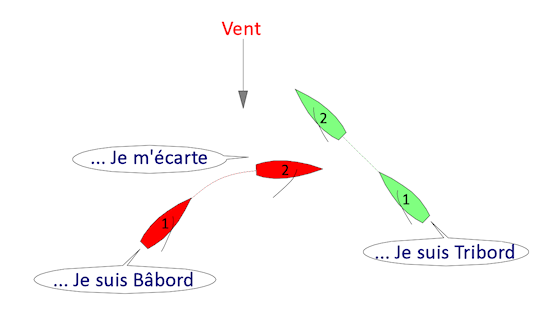 Vent
2
... Je m'écarte
2
1
1
... Je suis Tribord
... Je suis Bâbord